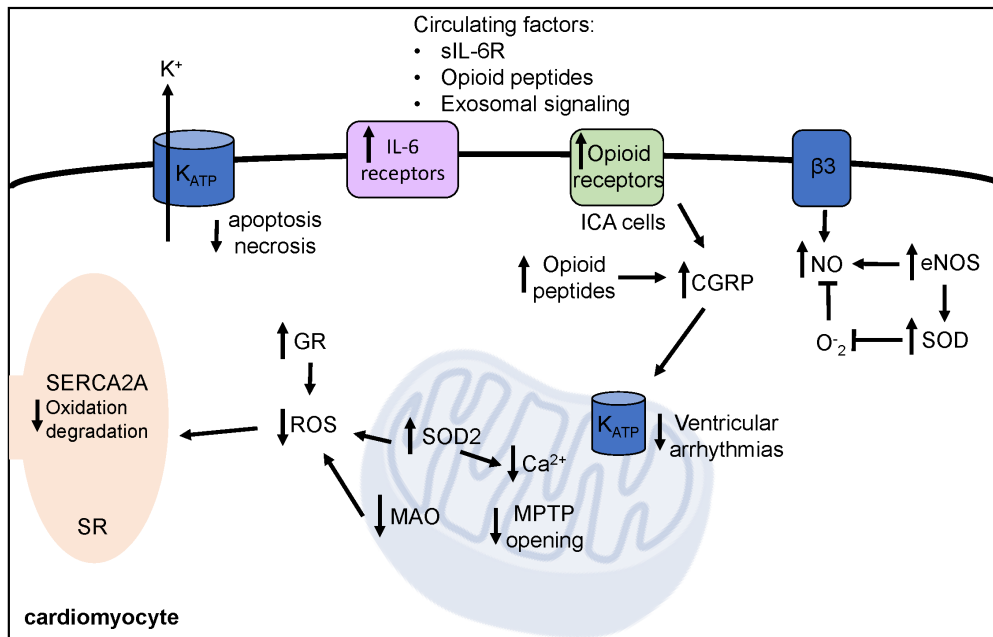 Circulating factors:
• sIL-6R
• Opioid peptides
• Exosomal signaling
K⁺
K_ATP
IL-6
receptors
Opioid
receptors
β3
ICA cells
apoptosis
necrosis
Opioid
peptides
CGRP
NO
eNOS
O⁻₂
SOD
GR
SERCA2A
Oxidation
degradation
ROS
SOD2
Ca²⁺
K_ATP
Ventricular
arrhythmias
MAO
MPTP
opening
SR
cardiomyocyte